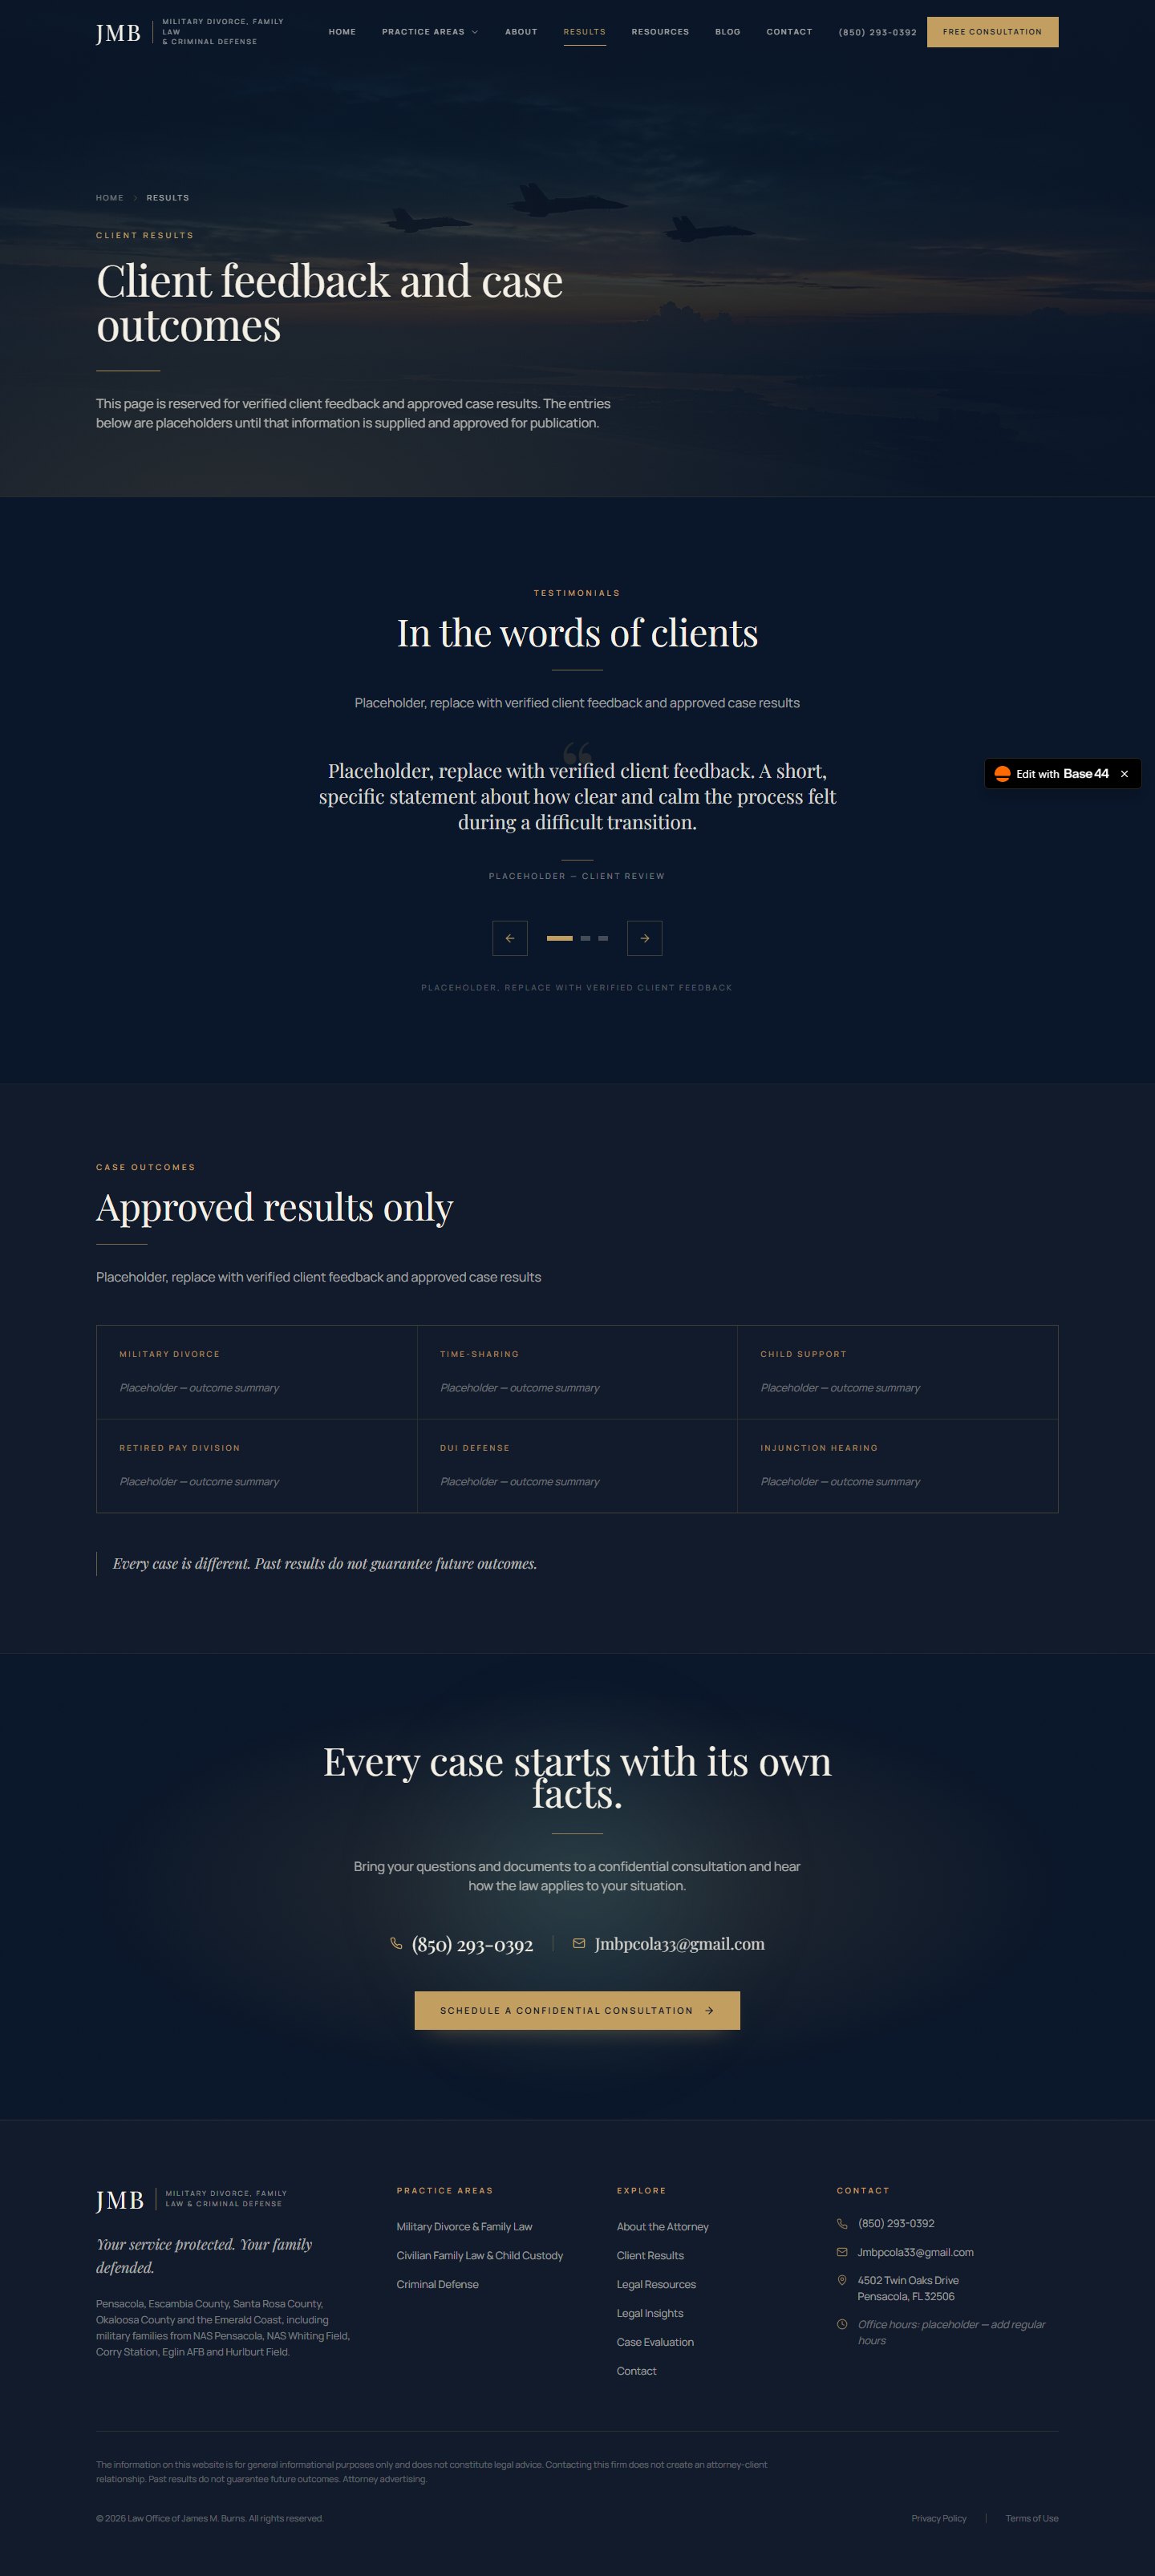 JMB
MILITARY DIVORCE, FAMILY
LAW
& CRIMINAL DEFENSE
HOME
PRACTICE AREAS
ABOUT
RESULTS
RESOURCES
BLOG
CONTACT
(850) 293-0392
FREE CONSULTATION
HOME
RESULTS
CLIENT RESULTS
Client feedback and case
outcomes
This page is reserved for verified client feedback and approved case results. The entries
below are placeholders until that information is supplied and approved for publication.
TESTIMONIALS
In the words of clients
Placeholder, replace with verified client feedback and approved case results
“
Placeholder, replace with verified client feedback. A short,
specific statement about how clear and calm the process felt
during a difficult transition.
PLACEHOLDER — CLIENT REVIEW
PLACEHOLDER, REPLACE WITH VERIFIED CLIENT FEEDBACK
Edit with Base44
CASE OUTCOMES
Approved results only
Placeholder, replace with verified client feedback and approved case results
MILITARY DIVORCE
Placeholder — outcome summary
TIME-SHARING
Placeholder — outcome summary
CHILD SUPPORT
Placeholder — outcome summary
RETIRED PAY DIVISION
Placeholder — outcome summary
DUI DEFENSE
Placeholder — outcome summary
INJUNCTION HEARING
Placeholder — outcome summary
Every case is different. Past results do not guarantee future outcomes.
Every case starts with its own
facts.
Bring your questions and documents to a confidential consultation and hear
how the law applies to your situation.
(850) 293-0392
Jmbpcola33@gmail.com
SCHEDULE A CONFIDENTIAL CONSULTATION
JMB
MILITARY DIVORCE, FAMILY
LAW & CRIMINAL DEFENSE
Your service protected. Your family
defended.
Pensacola, Escambia County, Santa Rosa County,
Okaloosa County and the Emerald Coast, including
military families from NAS Pensacola, NAS Whiting Field,
Corry Station, Eglin AFB and Hurlburt Field.
PRACTICE AREAS
Military Divorce & Family Law
Civilian Family Law & Child Custody
Criminal Defense
EXPLORE
About the Attorney
Client Results
Legal Resources
Legal Insights
Case Evaluation
Contact
CONTACT
(850) 293-0392
Jmbpcola33@gmail.com
4502 Twin Oaks Drive
Pensacola, FL 32506
Office hours: placeholder — add regular
hours
The information on this website is for general informational purposes only and does not constitute legal advice. Contacting this firm does not create an attorney-client
relationship. Past results do not guarantee future outcomes. Attorney advertising.
© 2026 Law Office of James M. Burns. All rights reserved.
Privacy Policy
Terms of Use